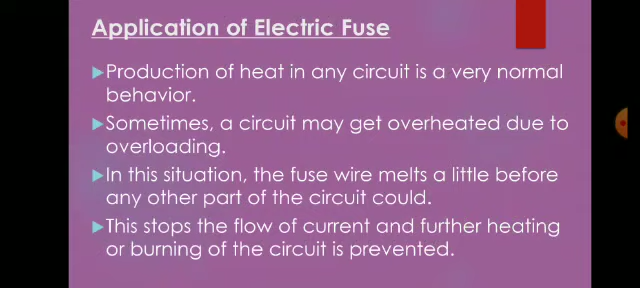 Application of Electric Fuse
▶Production of heat in any circuit is a very normal
behavior.
▶Sometimes, a circuit may get overheated due to
overloading.
▶In this situation, the fuse wire melts a little before
any other part of the circuit could.
▶This stops the flow of current and further heating
or burning of the circuit is prevented.